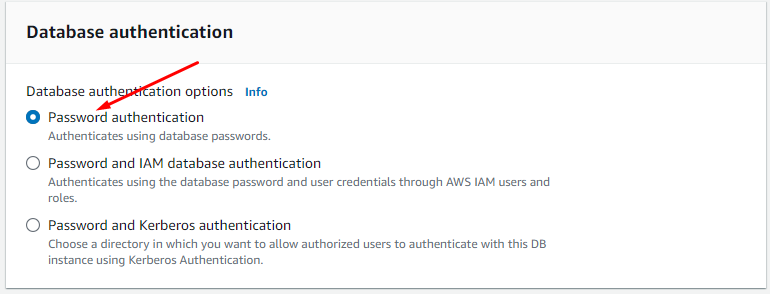 Database authentication
Database authentication options Info
Password authentication
Authenticates using database passwords.
Password and IAM database authentication
Authenticates using the database password and user credentials through AWS IAM users and
roles.
Password and Kerberos authentication
Choose a directory in which you want to allow authorized users to authenticate with this DB
instance using Kerberos Authentication.